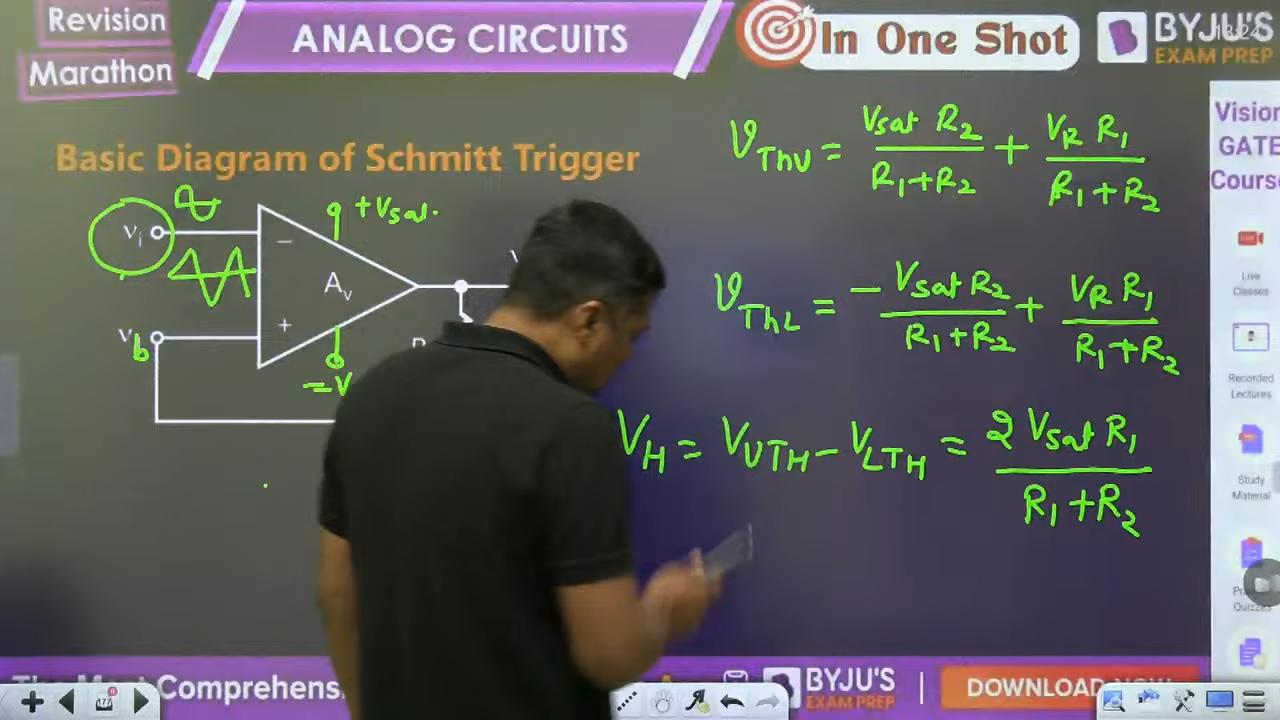 Revision
Marathon
ANALOG CIRCUITS
In One Shot
BYJU'S
EXAM PREP
Basic Diagram of Schmitt Trigger
vi
+Vsat.
−
Av
+
vb
=V
VThU = Vsat R2 / R1+R2 + VR R1 / R1+R2
VThL = −Vsat R2 / R1+R2 + VR R1 / R1+R2
VH = VUTH − VLTH = 2 Vsat R1 / R1+R2
Vision
GATE
Course
Live
Classes
Recorded
Lectures
Study
Material
Quizzes
BYJU'S
EXAM PREP
DOWNLOAD NOW